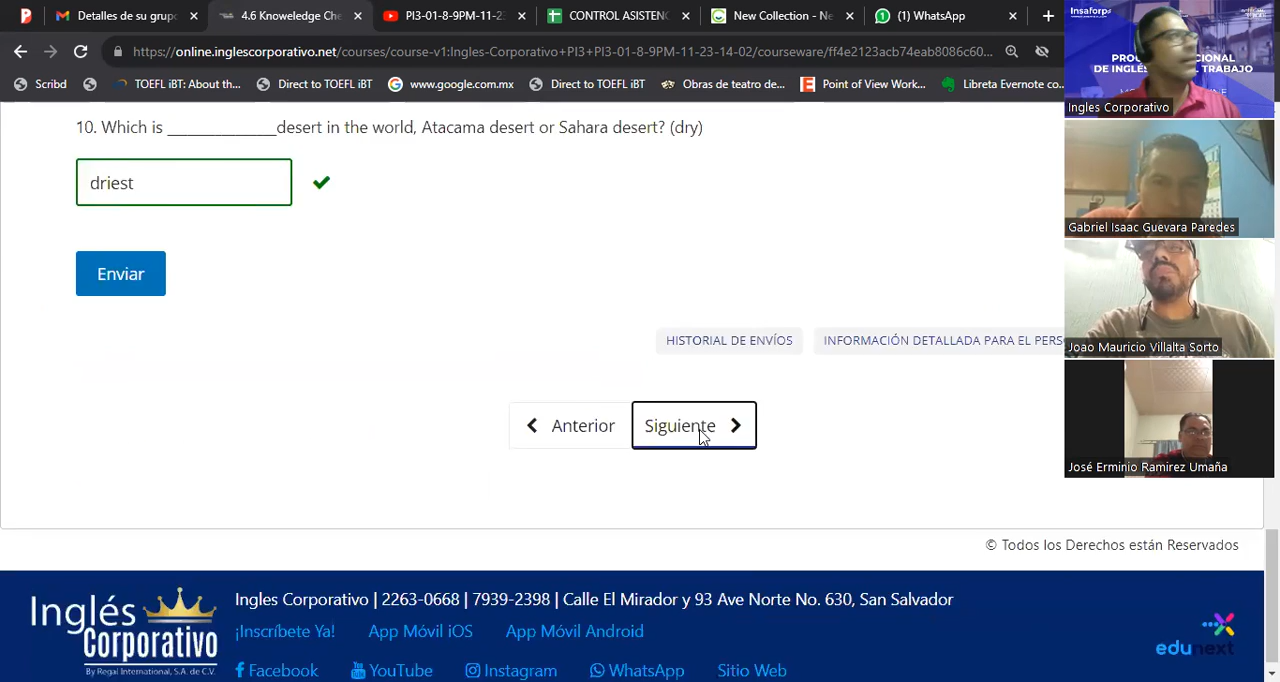 Detalles de su grupo
4.6 Knoweledge Che
PI3-01-8-9PM-11-23
CONTROL ASISTENC
New Collection - Ne
(1) WhatsApp
https://online.inglescorporativo.net/courses/course-v1:Ingles-Corporativo+PI3+PI3-01-8-9PM-11-23-14-02/courseware/ff4e2123acb74eab8086c60...
Scribd
TOEFL iBT: About th...
Direct to TOEFL iBT
www.google.com.mx
Direct to TOEFL iBT
Obras de teatro de...
Point of View Work...
Libreta Evernote co...
Insaforp
DE INGLÉS
TRABAJO
Ingles Corporativo
Gabriel Isaac Guevara Paredes
Joao Mauricio Villalta Sorto
José Erminio Ramirez Umaña
10. Which is _____________desert in the world, Atacama desert or Sahara desert? (dry)
driest
Enviar
HISTORIAL DE ENVÍOS
INFORMACIÓN DETALLADA PARA EL PERS
Anterior
Siguiente
© Todos los Derechos están Reservados
Inglés
Corporativo
By Regal International, S.A. de C.V.
Ingles Corporativo | 2263-0668 | 7939-2398 | Calle El Mirador y 93 Ave Norte No. 630, San Salvador
¡Inscríbete Ya!
App Móvil iOS
App Móvil Android
Facebook
YouTube
Instagram
WhatsApp
Sitio Web
edunext